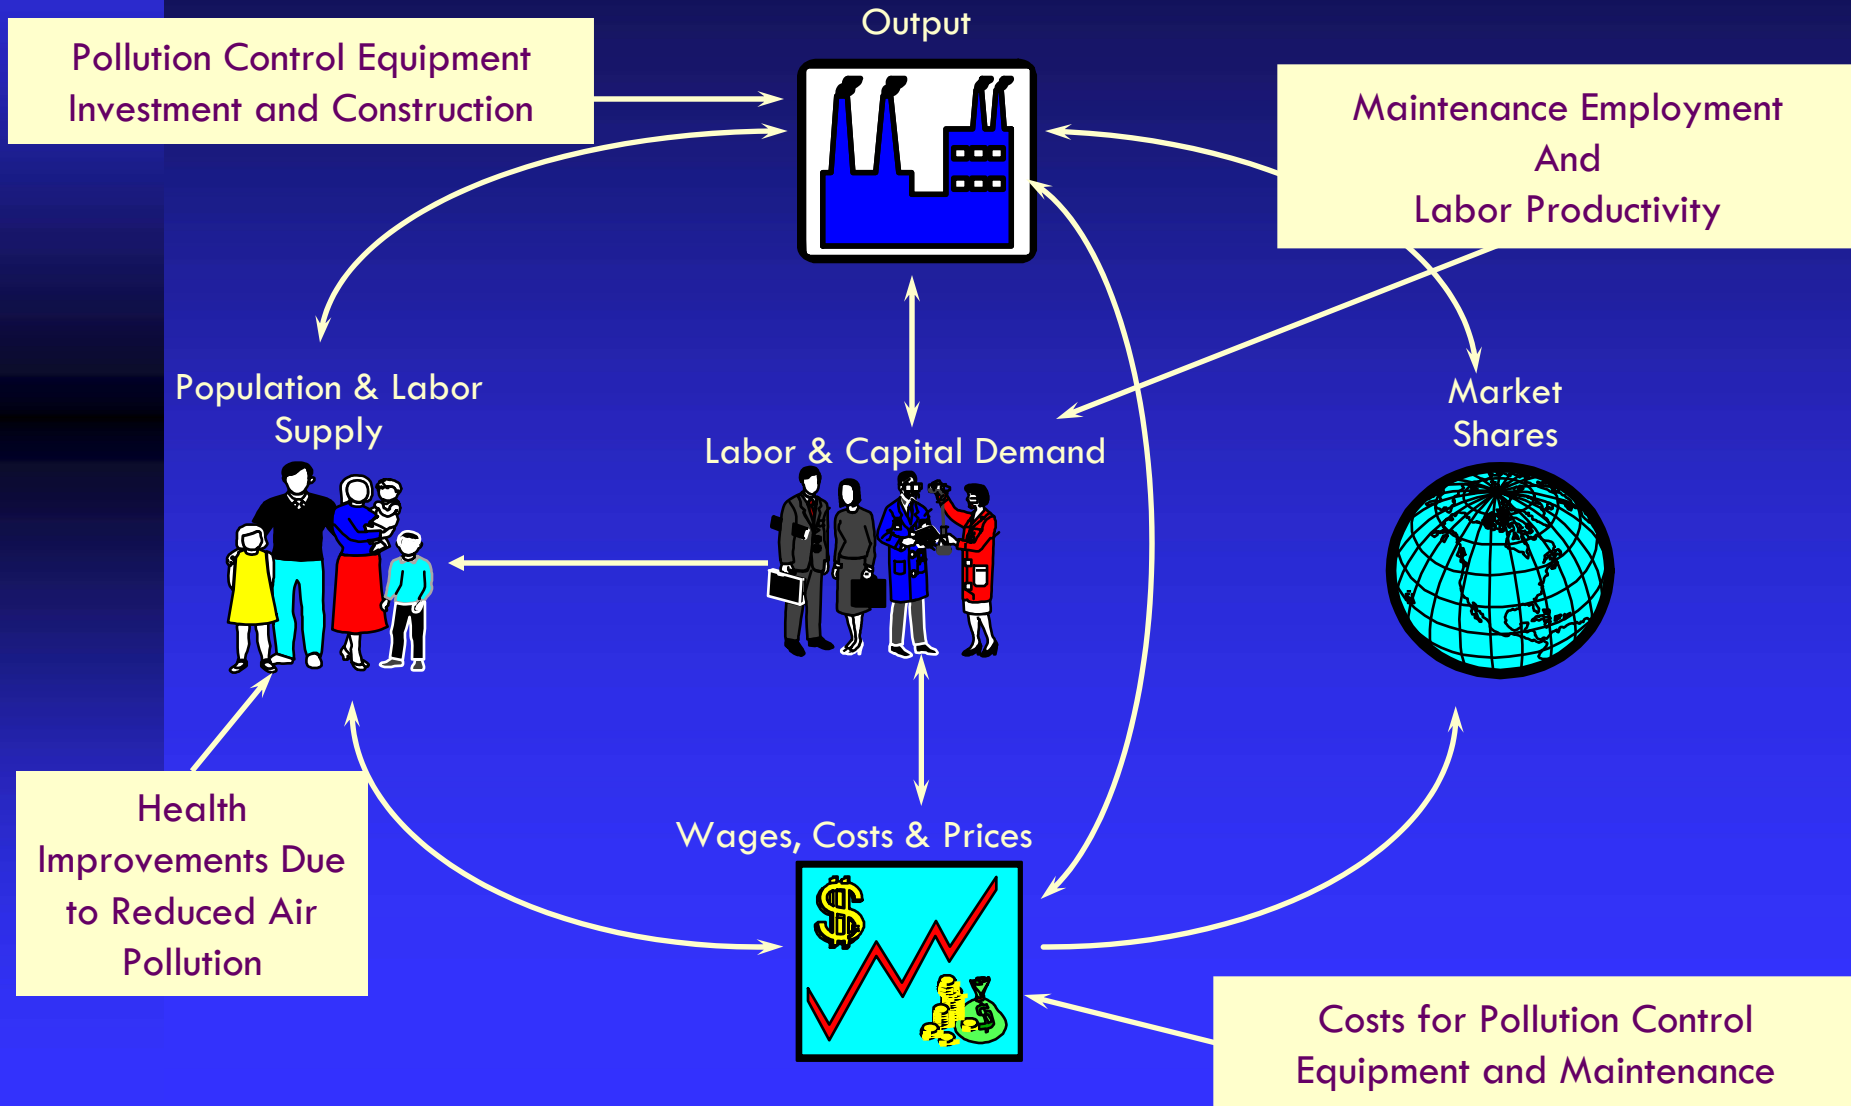 Output
Pollution Control Equipment
Investment and Construction
Maintenance Employment
And
Labor Productivity
Population & Labor
Supply
Market
Shares
Labor & Capital Demand
Health
Improvements Due
to Reduced Air
Pollution
Wages, Costs & Prices
$
$
Costs for Pollution Control
Equipment and Maintenance